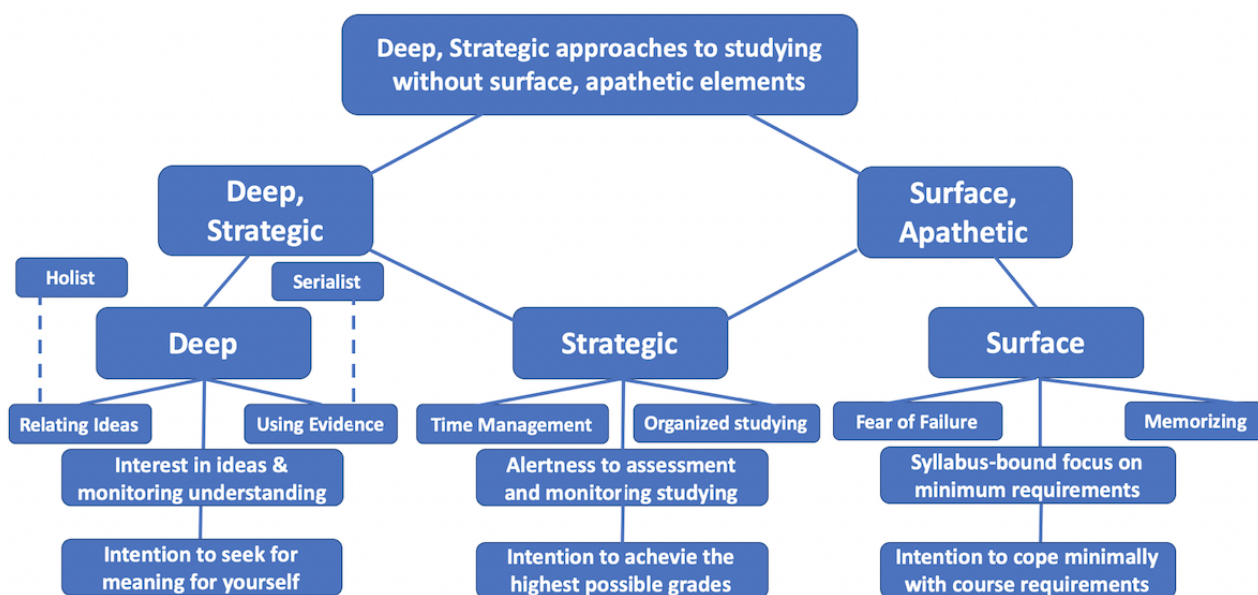 Deep, Strategic approaches to studying
without surface, apathetic elements
Deep,
Strategic
Surface,
Apathetic
Holist
Serialist
Deep
Strategic
Surface
Relating Ideas
Using Evidence
Time Management
Organized studying
Fear of Failure
Memorizing
Interest in ideas &
monitoring understanding
Alertness to assessment
and monitoring studying
Syllabus-bound focus on
minimum requirements
Intention to seek for
meaning for yourself
Intention to achevie the
highest possible grades
Intention to cope minimally
with course requirements